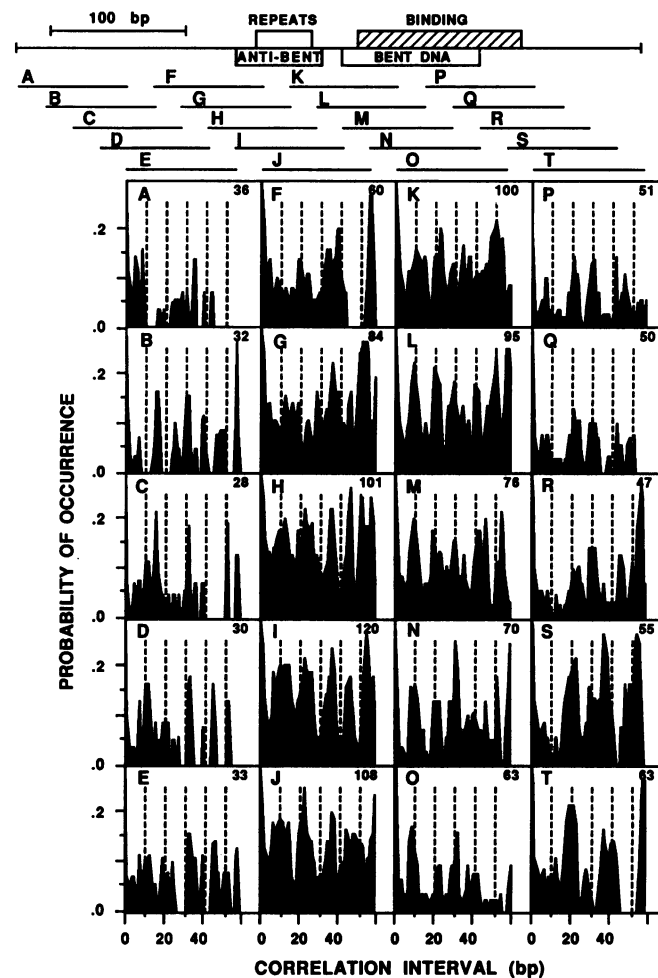 100 bp REPEATS BINDING
ANTI-BENT BENT DNA
A F K P
B G L Q
C H M R
D I N S
E J O T
A 36 F 60 K 100 P 51
.2
.0
B 32 G 84 L 95 Q 50
.2
.0
C 28 H 101 M 76 R 47
.2
.0
D 30 I 120 N 70 S 55
.2
.0
E 33 J 108 O 63 T 63
.2
.0
0 20 40 0 20 40 0 20 40 0 20 40
PROBABILITY OF OCCURRENCE
CORRELATION INTERVAL (bp)